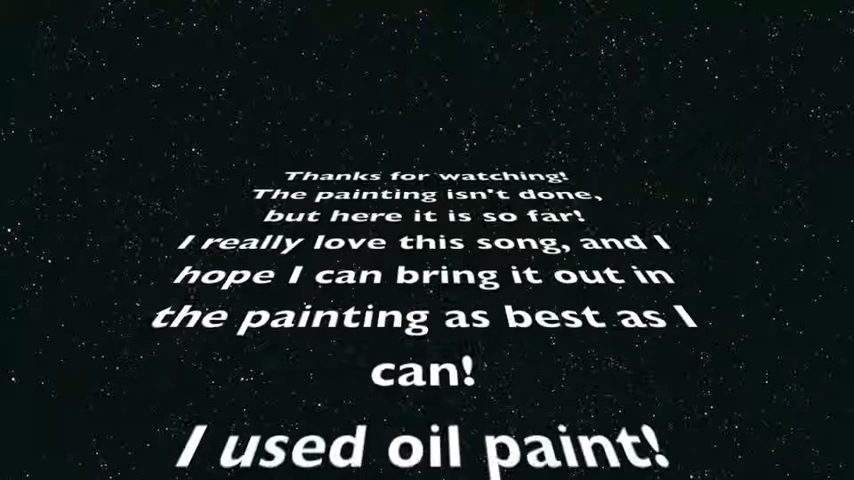 Thanks for watching!
The painting isn't done,
but here it is so far!
I really love this song, and I
hope I can bring it out in
the painting as best as I
can!
I used oil paint!